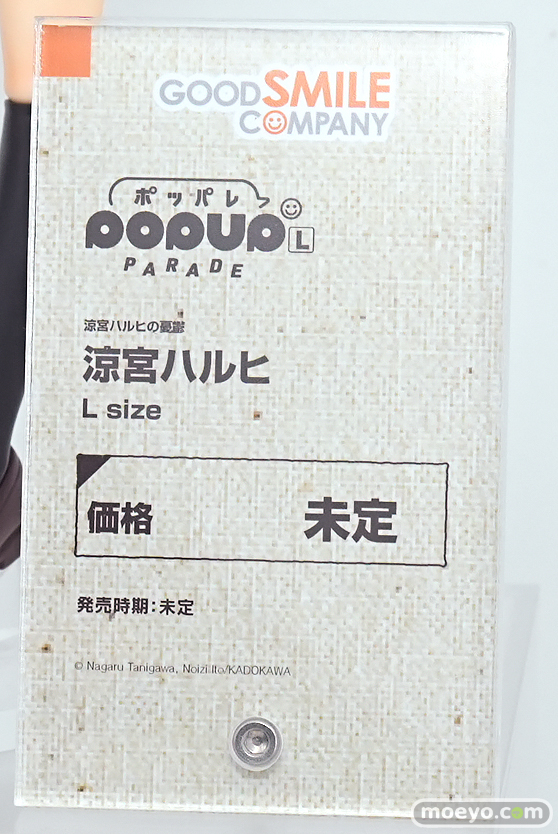 GOODSMILE
COMPANY
ポッパレ
POPUP L
PARADE
涼宮ハルヒの憂鬱
涼宮ハルヒ
L size
価格 未定
発売時期:未定
© Nagaru Tanigawa, Noizi Ito/KADOKAWA
moeyo.com